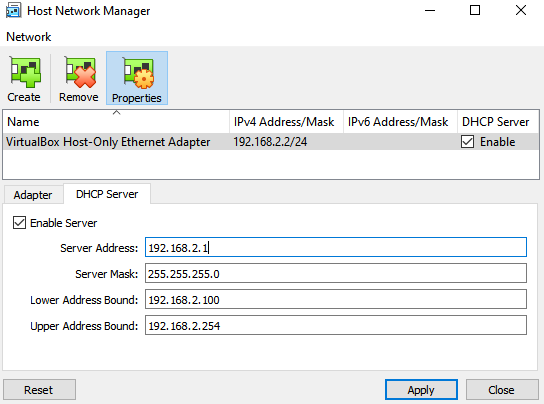 Host Network Manager
Network
Create Remove Properties
Name IPv4 Address/Mask IPv6 Address/Mask DHCP Server
VirtualBox Host-Only Ethernet Adapter 192.168.2.2/24 Enable
Adapter DHCP Server
Enable Server
Server Address: 192.168.2.1
Server Mask: 255.255.255.0
Lower Address Bound: 192.168.2.100
Upper Address Bound: 192.168.2.254
Reset Apply Close